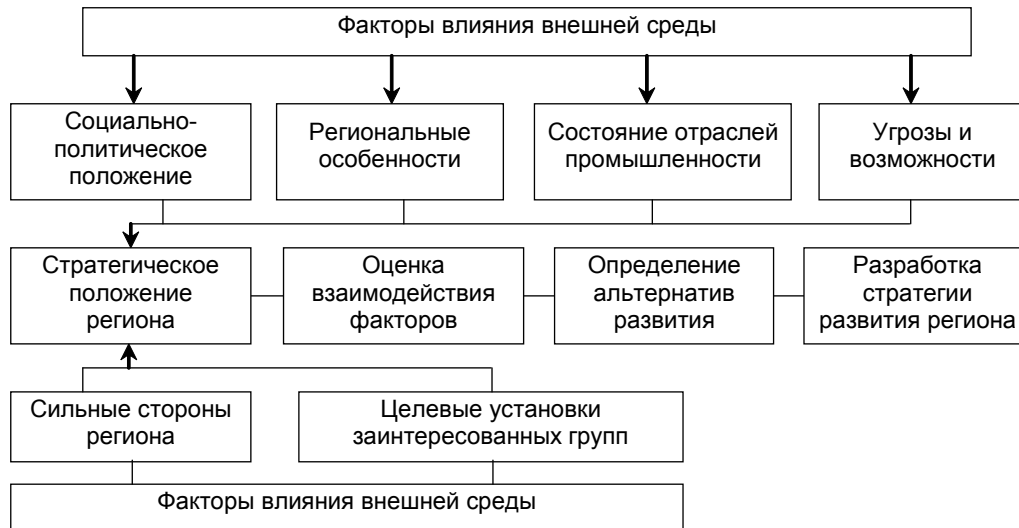 Факторы влияния внешней среды
Социально-
политическое
положение
Региональные
особенности
Состояние отраслей
промышленности
Угрозы и
возможности
Стратегическое
положение
региона
Оценка
взаимодействия
факторов
Определение
альтернатив
развития
Разработка
стратегии
развития региона
Сильные стороны
региона
Целевые установки
заинтересованных групп
Факторы влияния внешней среды